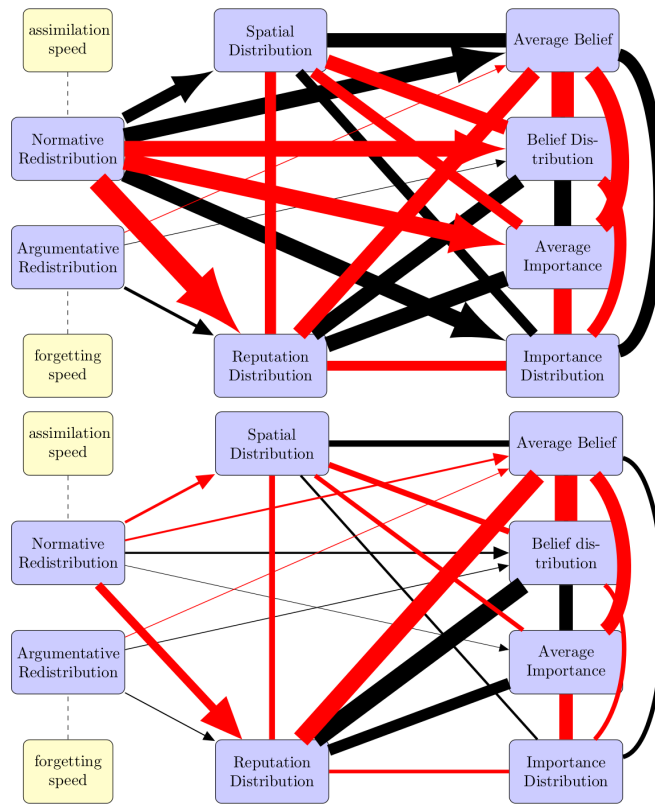 assimilation
speed
Spatial
Distribution
Average Belief
Normative
Redistribution
Belief Dis-
tribution
Argumentative
Redistribution
Average
Importance
forgetting
speed
Reputation
Distribution
Importance
Distribution
assimilation
speed
Spatial
Distribution
Average Belief
Normative
Redistribution
Belief dis-
tribution
Argumentative
Redistribution
Average
Importance
forgetting
speed
Reputation
Distribution
Importance
Distribution